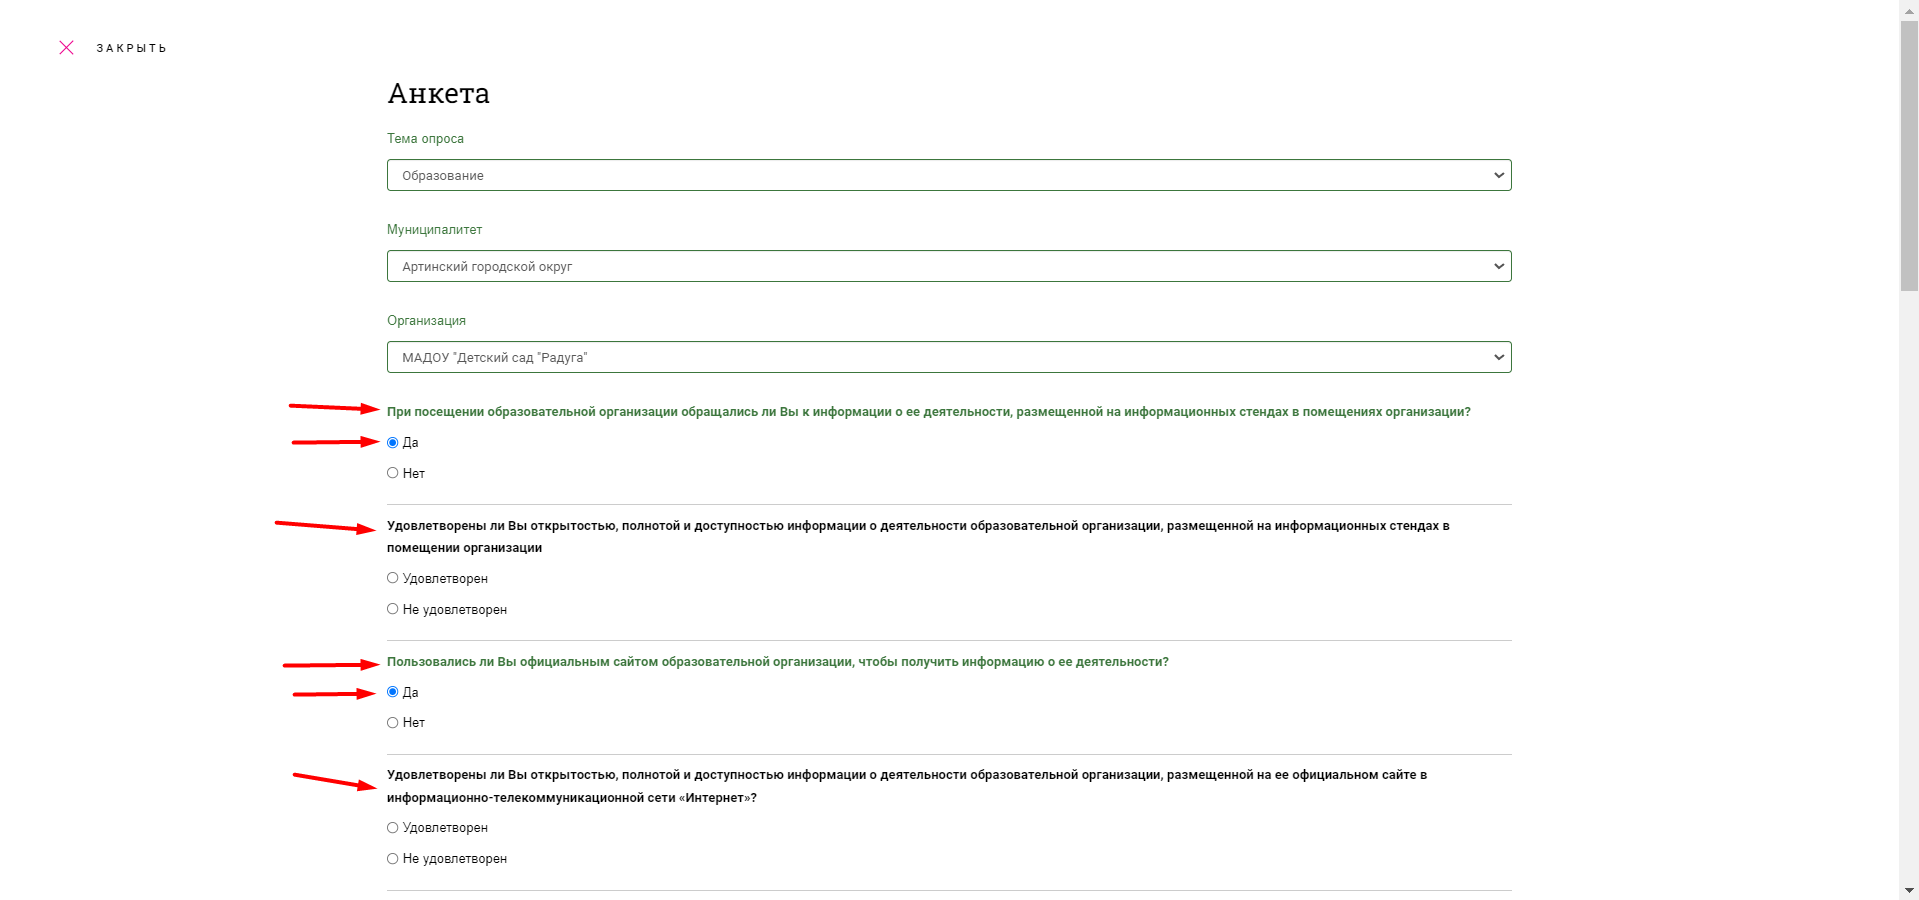 ЗАКРЫТЬ
Анкета
Тема опроса
Образование
Муниципалитет
Артинский городской округ
Организация
МАДОУ "Детский сад "Радуга"
При посещении образовательной организации обращались ли Вы к информации о ее деятельности, размещенной на информационных стендах в помещениях организации?
Да
Нет
Удовлетворены ли Вы открытостью, полнотой и доступностью информации о деятельности образовательной организации, размещенной на информационных стендах в
помещении организации
Удовлетворен
Не удовлетворен
Пользовались ли Вы официальным сайтом образовательной организации, чтобы получить информацию о ее деятельности?
Да
Нет
Удовлетворены ли Вы открытостью, полнотой и доступностью информации о деятельности образовательной организации, размещенной на ее официальном сайте в
информационно-телекоммуникационной сети «Интернет»?
Удовлетворен
Не удовлетворен